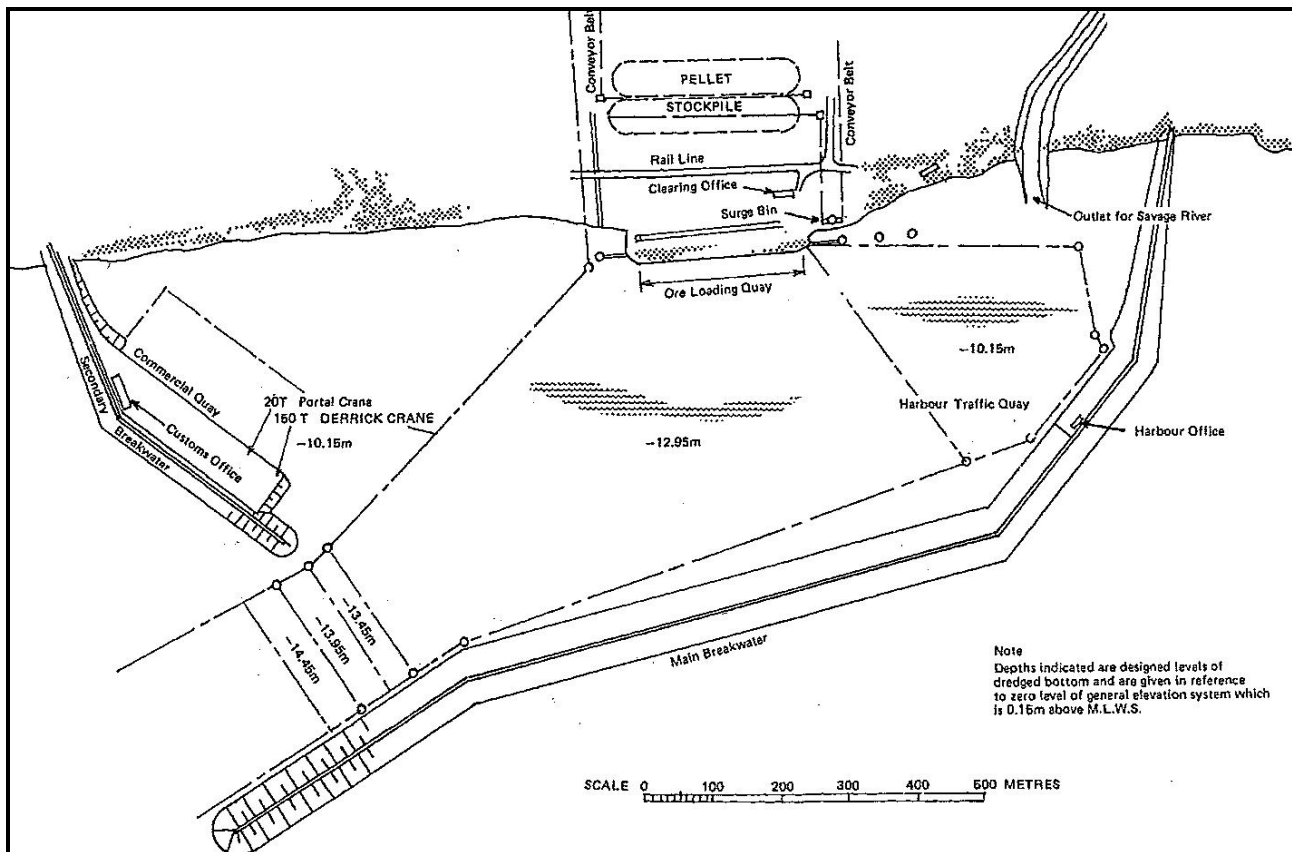 Conveyor Belt
PELLET
STOCKPILE
Conveyor Belt
Rail Line
Clearing Office
Surge Bin
Outlet for Savage River
Ore Loading Quay
Secondary
Breakwater
Commercial Quay
Customs Office
20T Portal Crane
150 T DERRICK CRANE
-10.15m
-10.15m
-12.95m
Harbour Traffic Quay
Harbour Office
-13.45m
-13.95m
-14.45m
Main Breakwater
Note
Depths indicated are designed levels of
dredged bottom and are given in reference
to zero level of general elevation system which
is 0.15m above M.L.W.S.
SCALE 0 100 200 300 400 500 METRES